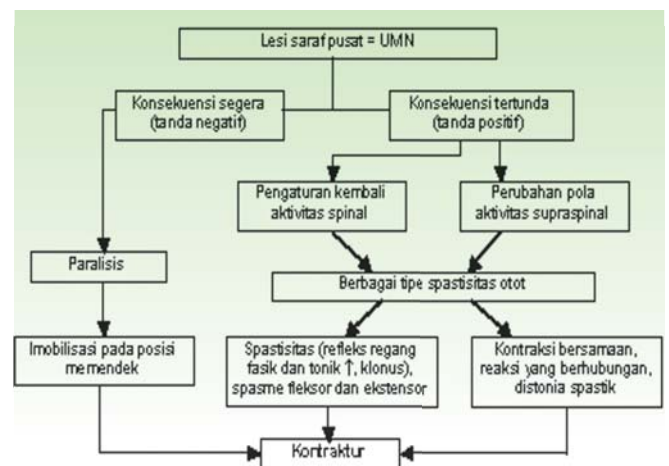 Lesi saraf pusat = UMN
Konsekuensi segera
(tanda negatif)
Konsekuensi tertunda
(tanda positif)
Pengaturan kembali
aktivitas spinal
Perubahan pola
aktivitas supraspinal
Paralisis
Berbagai tipe spastisitas otot
Imobilisasi pada posisi
memendek
Spastisitas (refleks regang
fasik dan tonik ↑, klonus),
spasme fleksor dan ekstensor
Kontraksi bersamaan,
reaksi yang berhubungan,
distonia spastik
Kontraktur